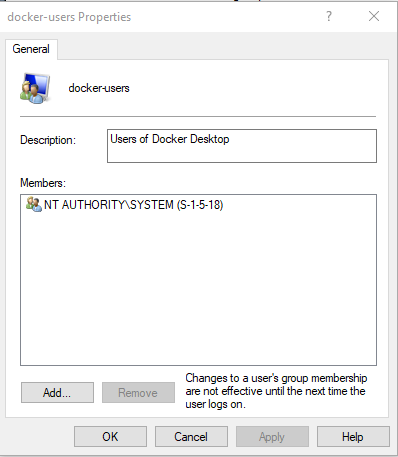 docker-users Properties
?
General
docker-users
Description:
Users of Docker Desktop
Members:
NT AUTHORITY\SYSTEM (S-1-5-18)
Add...
Remove
Changes to a user's group membership
are not effective until the next time the
user logs on.
OK
Cancel
Apply
Help